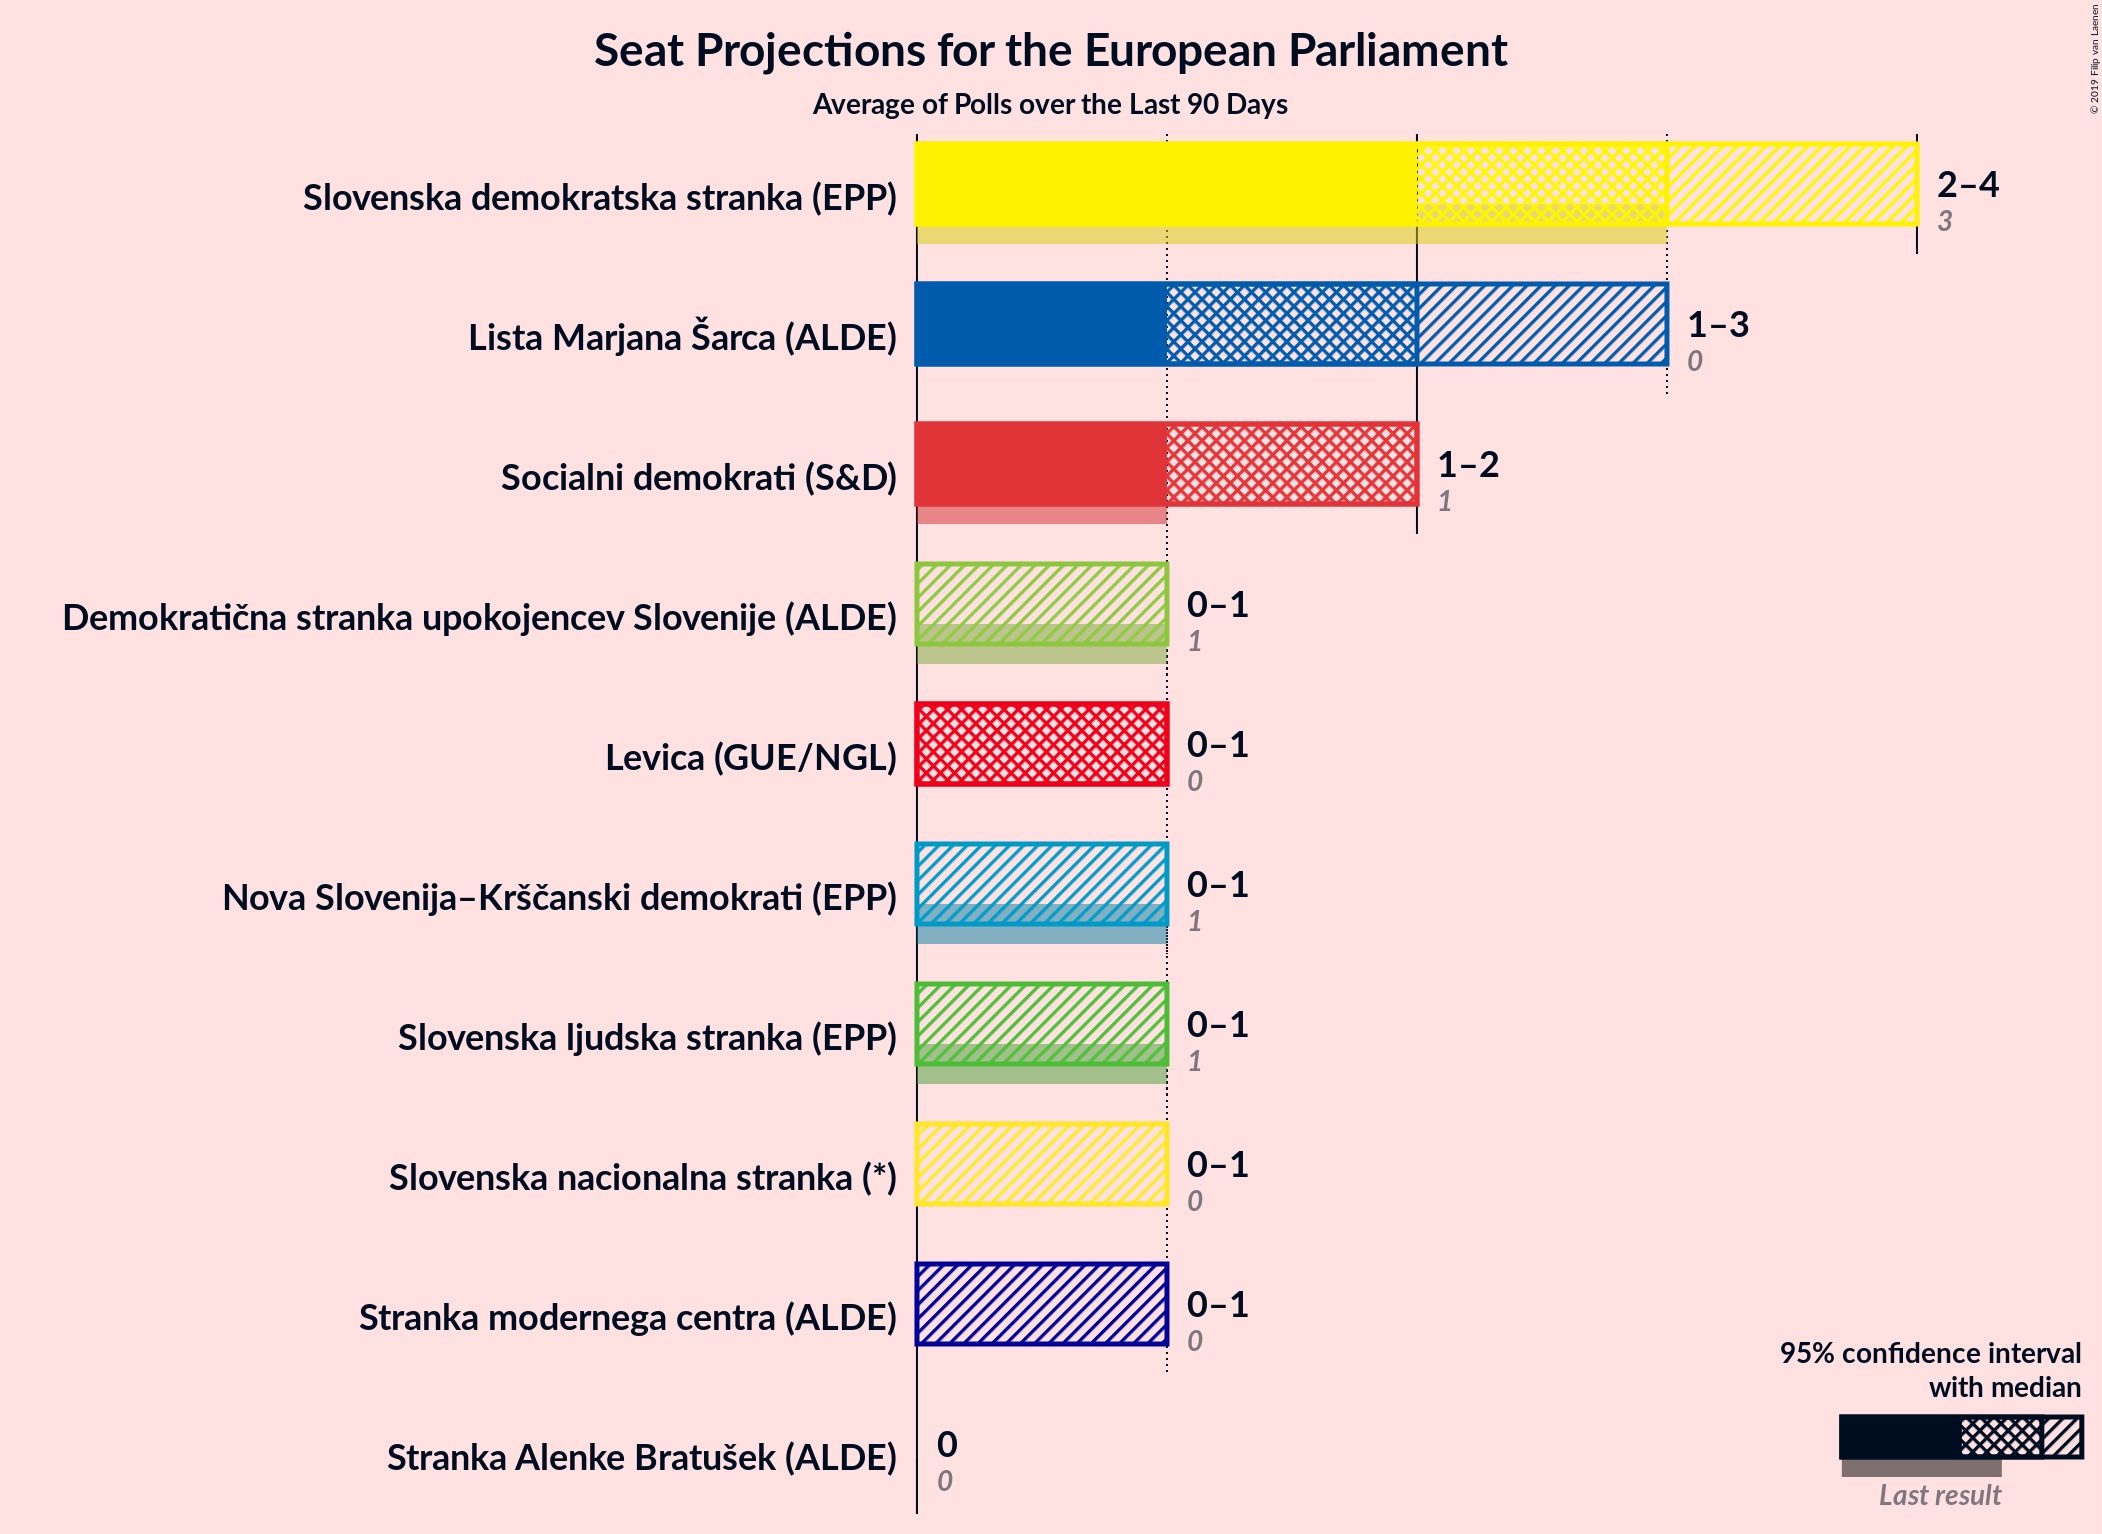 Seat Projections for the European Parliament
Average of Polls over the Last 90 Days
© 2019 Filip van Laenen
Slovenska demokratska stranka (EPP)
2–4
3
Lista Marjana Šarca (ALDE)
1–3
0
Socialni demokrati (S&D)
1–2
1
Demokratična stranka upokojencev Slovenije (ALDE)
0–1
1
Levica (GUE/NGL)
0–1
0
Nova Slovenija–Krščanski demokrati (EPP)
0–1
1
Slovenska ljudska stranka (EPP)
0–1
1
Slovenska nacionalna stranka (*)
0–1
0
Stranka modernega centra (ALDE)
0–1
0
Stranka Alenke Bratušek (ALDE)
0
0
95% confidence interval
with median
Last result